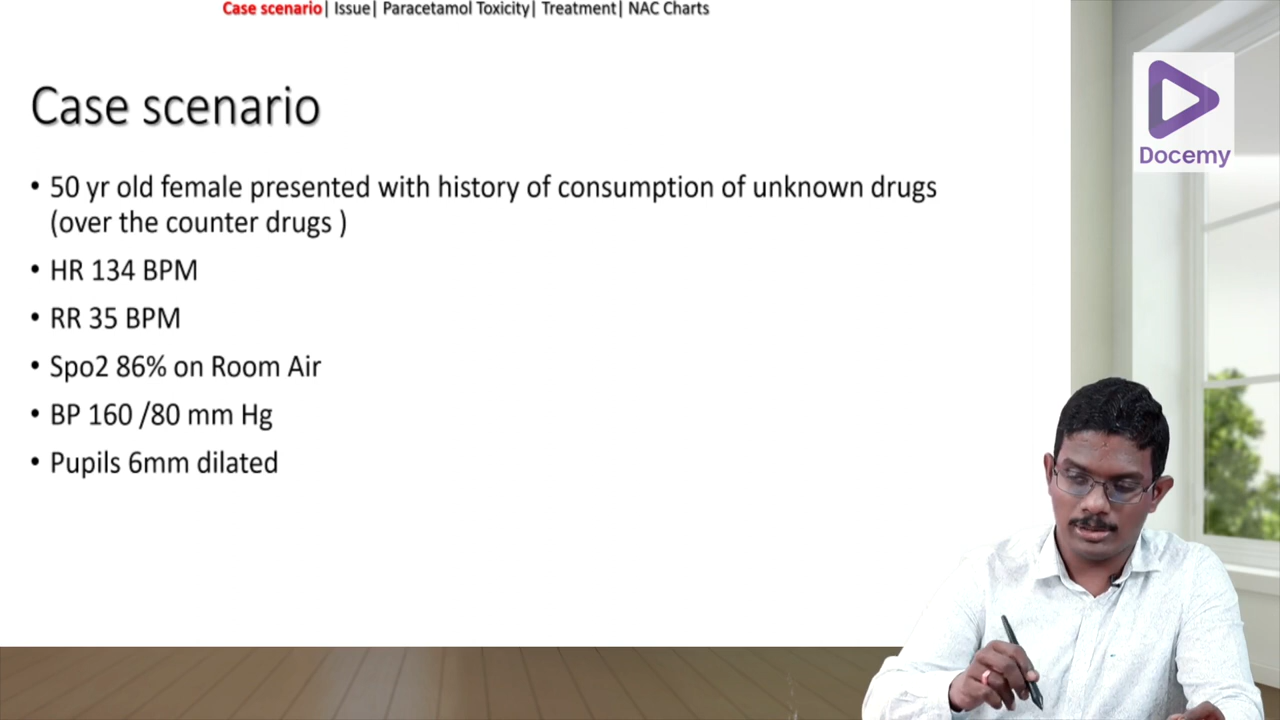 Case scenario| Issue| Paracetamol Toxicity| Treatment| NAC Charts
Case scenario
• 50 yr old female presented with history of consumption of unknown drugs
(over the counter drugs )
• HR 134 BPM
• RR 35 BPM
• Spo2 86% on Room Air
• BP 160 /80 mm Hg
• Pupils 6mm dilated
Docemy